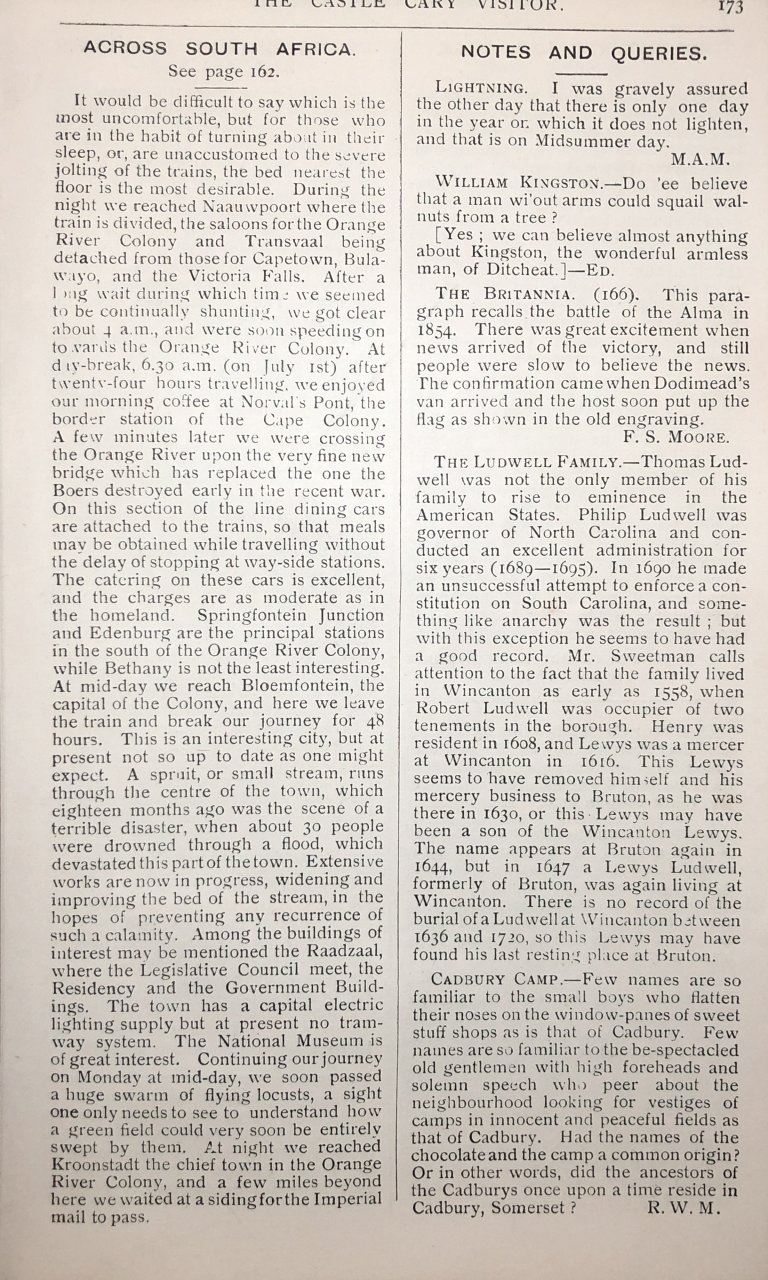 THE CASTLE CARY VISITOR. 173
ACROSS SOUTH AFRICA.
See page 162.
It would be difficult to say which is the
most uncomfortable, but for those who
are in the habit of turning about in their
sleep, or, are unaccustomed to the severe
jolting of the trains, the bed nearest the
floor is the most desirable. During the
night we reached Naauwpoort where the
train is divided, the saloons for the Orange
River Colony and Transvaal being
detached from those for Capetown, Bula-
wayo, and the Victoria Falls. After a
long wait during which time we seemed
to be continually shunting, we got clear
about 4 a.m., and were soon speeding on
towards the Orange River Colony. At
day-break, 6.30 a.m. (on July 1st) after
twenty-four hours travelling, we enjoyed
our morning coffee at Norval's Pont, the
border station of the Cape Colony.
A few minutes later we were crossing
the Orange River upon the very fine new
bridge which has replaced the one the
Boers destroyed early in the recent war.
On this section of the line dining cars
are attached to the trains, so that meals
may be obtained while travelling without
the delay of stopping at way-side stations.
The catering on these cars is excellent,
and the charges are as moderate as in
the homeland. Springfontein Junction
and Edenburg are the principal stations
in the south of the Orange River Colony,
while Bethany is not the least interesting.
At mid-day we reach Bloemfontein, the
capital of the Colony, and here we leave
the train and break our journey for 48
hours. This is an interesting city, but at
present not so up to date as one might
expect. A spruit, or small stream, runs
through the centre of the town, which
eighteen months ago was the scene of a
terrible disaster, when about 30 people
were drowned through a flood, which
devastated this part of the town. Extensive
works are now in progress, widening and
improving the bed of the stream, in the
hopes of preventing any recurrence of
such a calamity. Among the buildings of
interest may be mentioned the Raadzaal,
where the Legislative Council meet, the
Residency and the Government Build-
ings. The town has a capital electric
lighting supply but at present no tram-
way system. The National Museum is
of great interest. Continuing our journey
on Monday at mid-day, we soon passed
a huge swarm of flying locusts, a sight
one only needs to see to understand how
a green field could very soon be entirely
swept by them. At night we reached
Kroonstadt the chief town in the Orange
River Colony, and a few miles beyond
here we waited at a siding for the Imperial
mail to pass.
NOTES AND QUERIES.
LIGHTNING. I was gravely assured
the other day that there is only one day
in the year on which it does not lighten,
and that is on Midsummer day.
M.A.M.
WILLIAM KINGSTON.—Do 'ee believe
that a man wi'out arms could squail wal-
nuts from a tree ?
[Yes ; we can believe almost anything
about Kingston, the wonderful armless
man, of Ditcheat.]—ED.
THE BRITANNIA. (166). This para-
graph recalls the battle of the Alma in
1854. There was great excitement when
news arrived of the victory, and still
people were slow to believe the news.
The confirmation came when Dodimead's
van arrived and the host soon put up the
flag as shown in the old engraving.
F. S. MOORE.
THE LUDWELL FAMILY.—Thomas Lud-
well was not the only member of his
family to rise to eminence in the
American States. Philip Ludwell was
governor of North Carolina and con-
ducted an excellent administration for
six years (1689—1695). In 1690 he made
an unsuccessful attempt to enforce a con-
stitution on South Carolina, and some-
thing like anarchy was the result ; but
with this exception he seems to have had
a good record. Mr. Sweetman calls
attention to the fact that the family lived
in Wincanton as early as 1558, when
Robert Ludwell was occupier of two
tenements in the borough. Henry was
resident in 1608, and Lewys was a mercer
at Wincanton in 1616. This Lewys
seems to have removed himself and his
mercery business to Bruton, as he was
there in 1630, or this Lewys may have
been a son of the Wincanton Lewys.
The name appears at Bruton again in
1644, but in 1647 a Lewys Ludwell,
formerly of Bruton, was again living at
Wincanton. There is no record of the
burial of a Ludwell at Wincanton between
1636 and 1720, so this Lewys may have
found his last resting place at Bruton.
CADBURY CAMP.—Few names are so
familiar to the small boys who flatten
their noses on the window-panes of sweet
stuff shops as is that of Cadbury. Few
names are so familiar to the be-spectacled
old gentlemen with high foreheads and
solemn speech who peer about the
neighbourhood looking for vestiges of
camps in innocent and peaceful fields as
that of Cadbury. Had the names of the
chocolate and the camp a common origin?
Or in other words, did the ancestors of
the Cadburys once upon a time reside in
Cadbury, Somerset ? R. W. M.